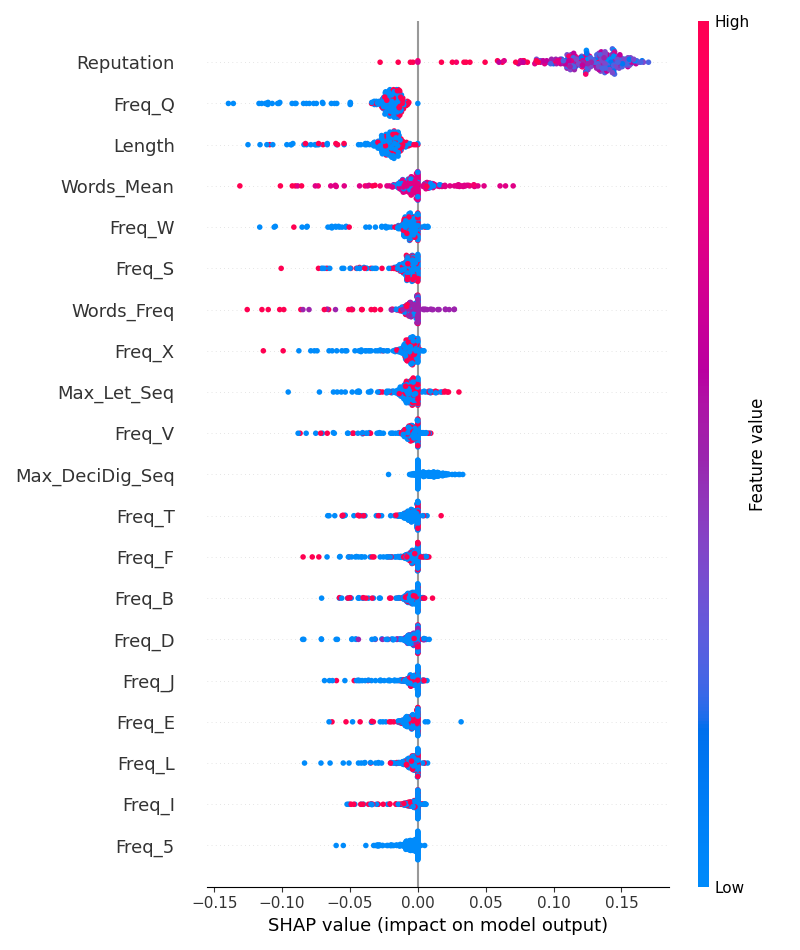 High
Reputation
Freq_Q
Length
Words_Mean
Freq_W
Freq_S
Words_Freq
Freq_X
Max_Let_Seq
Freq_V
Max_DeciDig_Seq
Freq_T
Freq_F
Freq_B
Freq_D
Freq_J
Freq_E
Freq_L
Freq_I
Freq_5
Feature value
Low
−0.15 −0.10 −0.05 0.00 0.05 0.10 0.15
SHAP value (impact on model output)